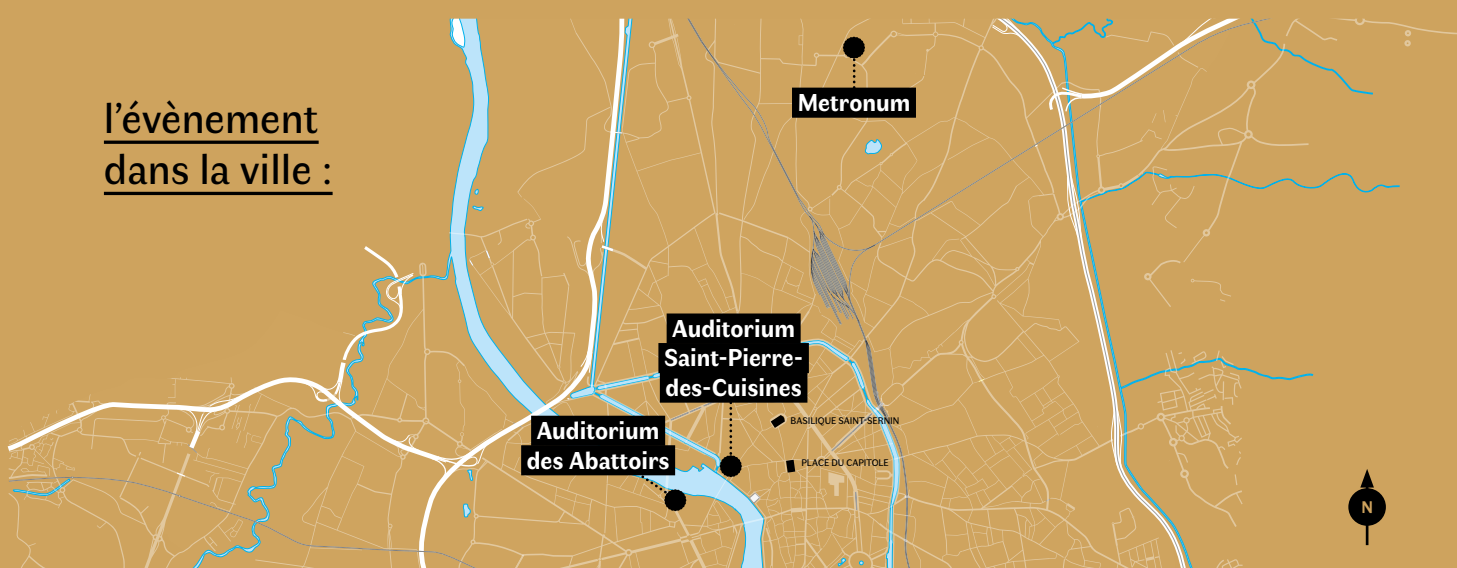 l’évènement
dans la ville :
Metronum
Auditorium
Saint-Pierre-
des-Cuisines
Auditorium
des Abattoirs
BASILIQUE SAINT-SERNIN
PLACE DU CAPITOLE
N